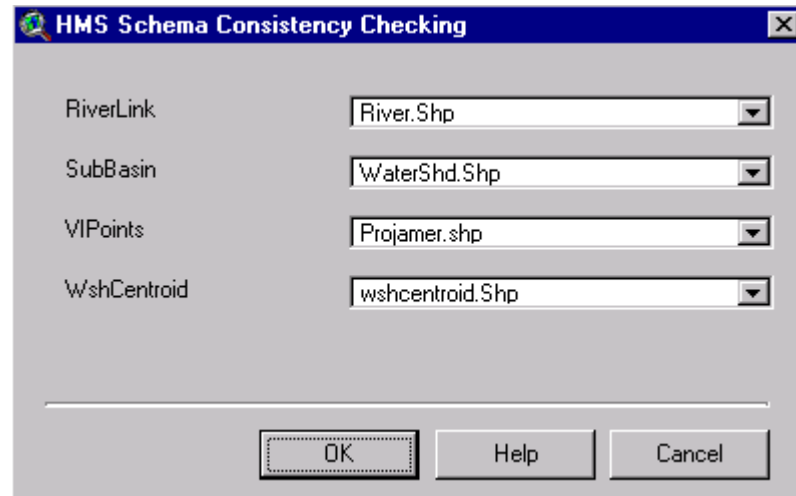 HMS Schema Consistency Checking
RiverLink River.Shp
SubBasin WaterShd.Shp
VIPoints Projamer.shp
WshCentroid wshcentroid.Shp
OK Help Cancel